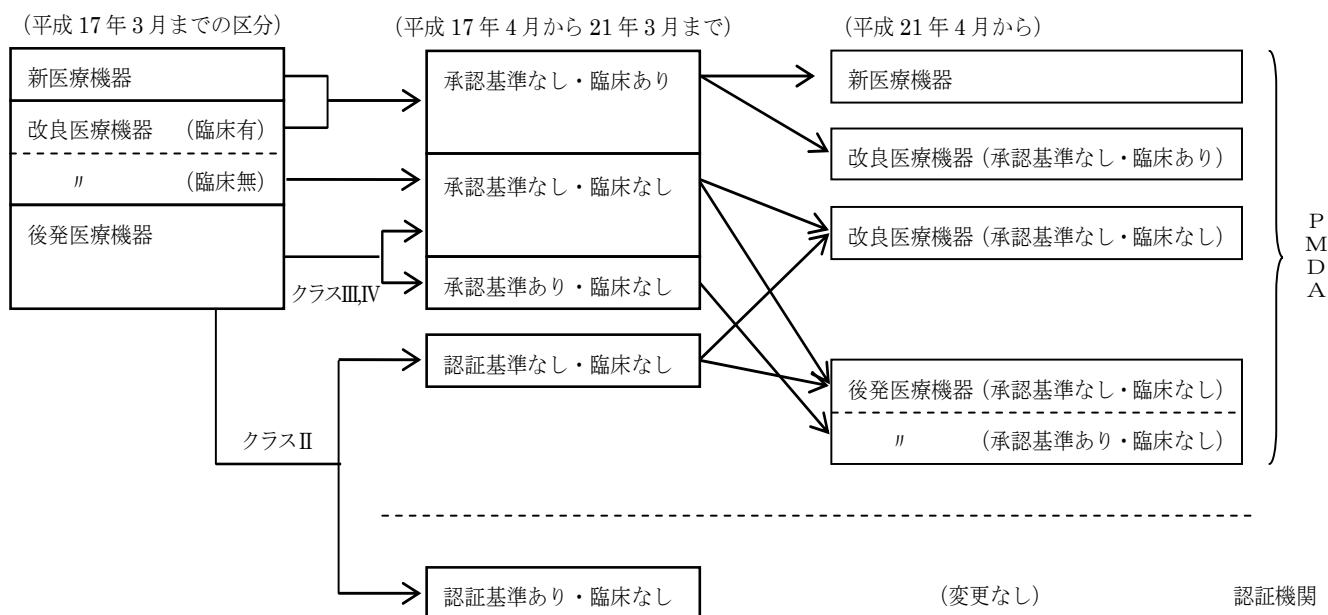 (平成 17 年 3 月までの区分)
(平成 17 年 4 月から 21 年 3 月まで)
(平成 21 年 4 月から)
新医療機器
改良医療機器 (臨床有)
〃 (臨床無)
後発医療機器
クラスⅢ,Ⅳ
クラスⅡ
承認基準なし・臨床あり
承認基準なし・臨床なし
承認基準あり・臨床なし
認証基準なし・臨床なし
認証基準あり・臨床なし
新医療機器
改良医療機器 (承認基準なし・臨床あり)
改良医療機器 (承認基準なし・臨床なし)
後発医療機器 (承認基準なし・臨床なし)
〃 (承認基準あり・臨床なし)
(変更なし)
PMDA
認証機関